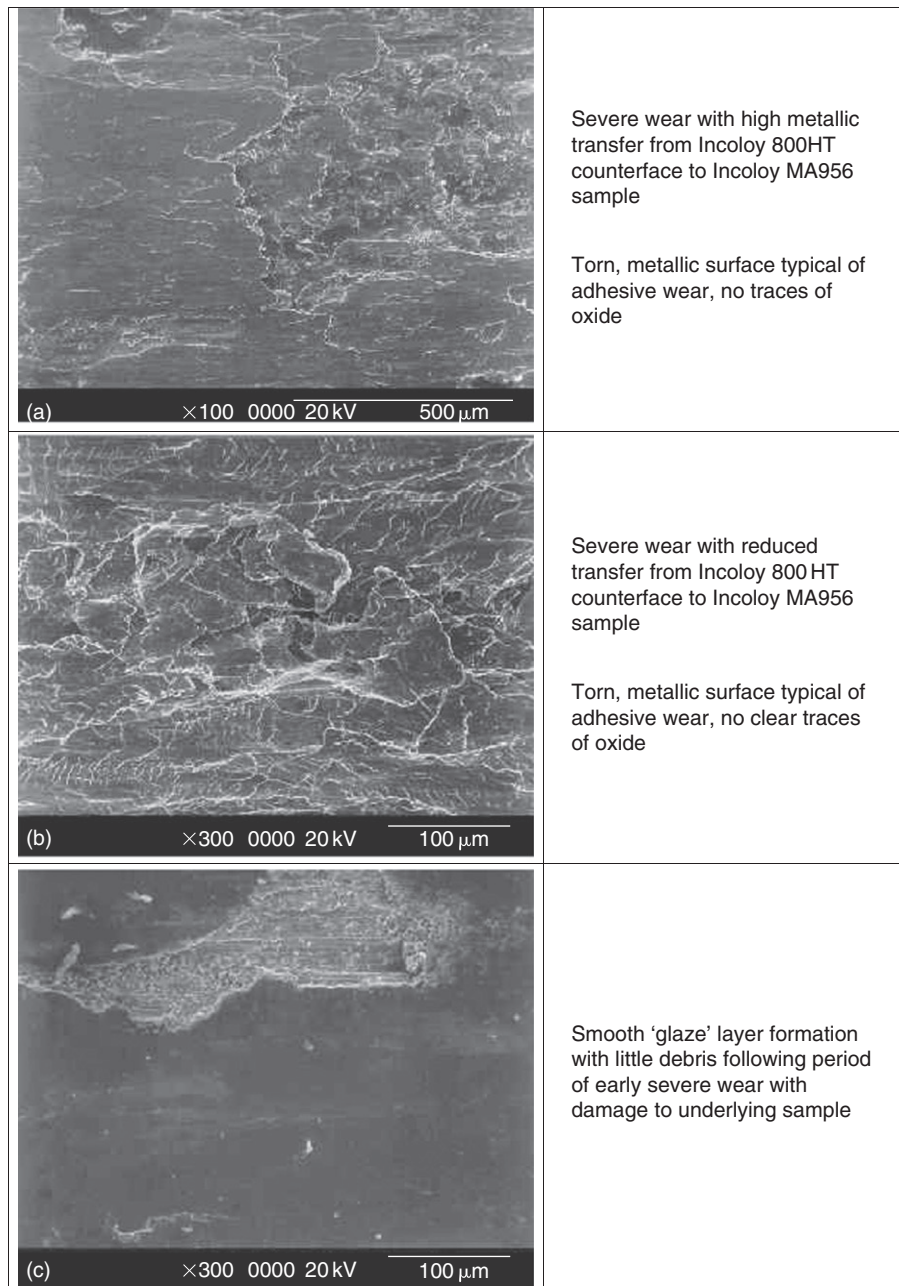 Severe wear with high metallic
transfer from Incoloy 800HT
counterface to Incoloy MA956
sample
Torn, metallic surface typical of
adhesive wear, no traces of
oxide
(a) ×100 0000 20 kV 500 μm
Severe wear with reduced
transfer from Incoloy 800 HT
counterface to Incoloy MA956
sample
Torn, metallic surface typical of
adhesive wear, no clear traces
of oxide
(b) ×300 0000 20 kV 100 μm
Smooth ‘glaze’ layer formation
with little debris following period
of early severe wear with
damage to underlying sample
(c) ×300 0000 20 kV 100 μm